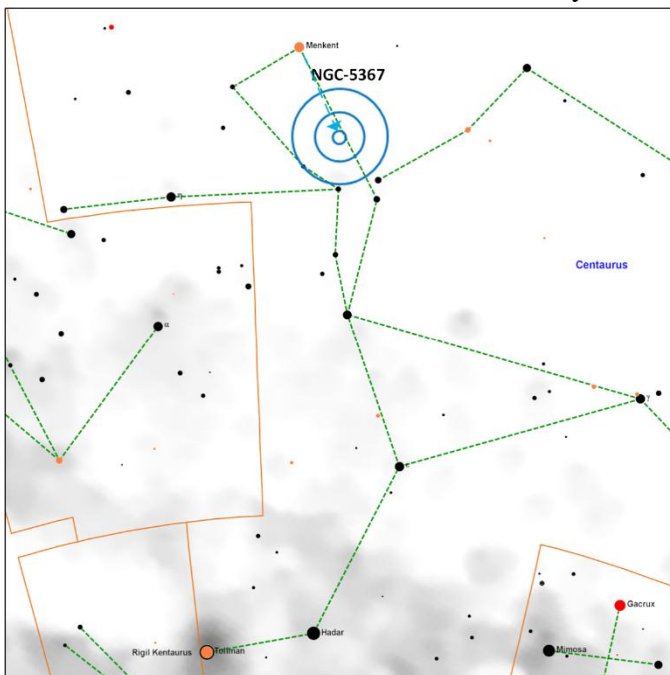 Menkent
NGC-5367
η
Centaurus
α
γ
ε
Gacrux
Hadar
Rigil Kentaurus
Toliman
Mimosa